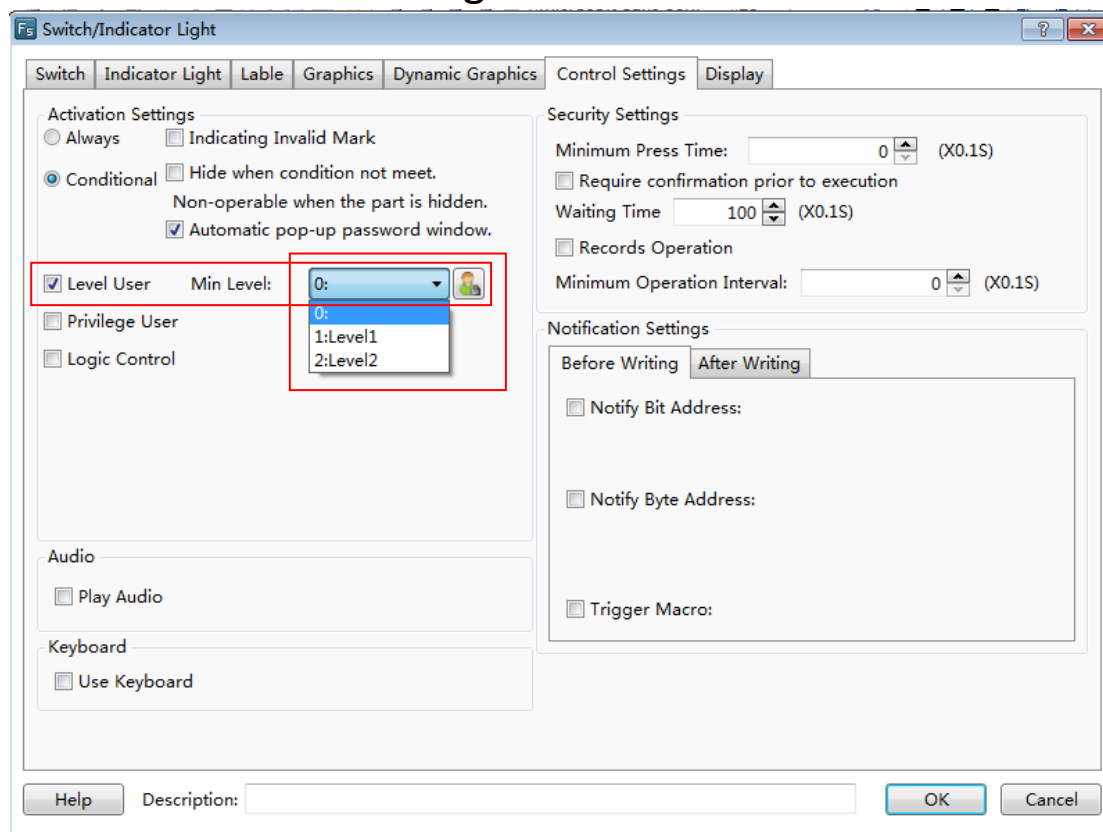 Fs Switch/Indicator Light
Switch Indicator Light Lable Graphics Dynamic Graphics Control Settings Display
Activation Settings
Always Indicating Invalid Mark
Conditional Hide when condition not meet.
Non-operable when the part is hidden.
Automatic pop-up password window.
Level User Min Level: 0:
0:
1:Level1
2:Level2
Privilege User
Logic Control
Audio
Play Audio
Keyboard
Use Keyboard
Security Settings
Minimum Press Time: 0 (X0.1S)
Require confirmation prior to execution
Waiting Time 100 (X0.1S)
Records Operation
Minimum Operation Interval: 0 (X0.1S)
Notification Settings
Before Writing After Writing
Notify Bit Address:
Notify Byte Address:
Trigger Macro:
Help Description: OK Cancel